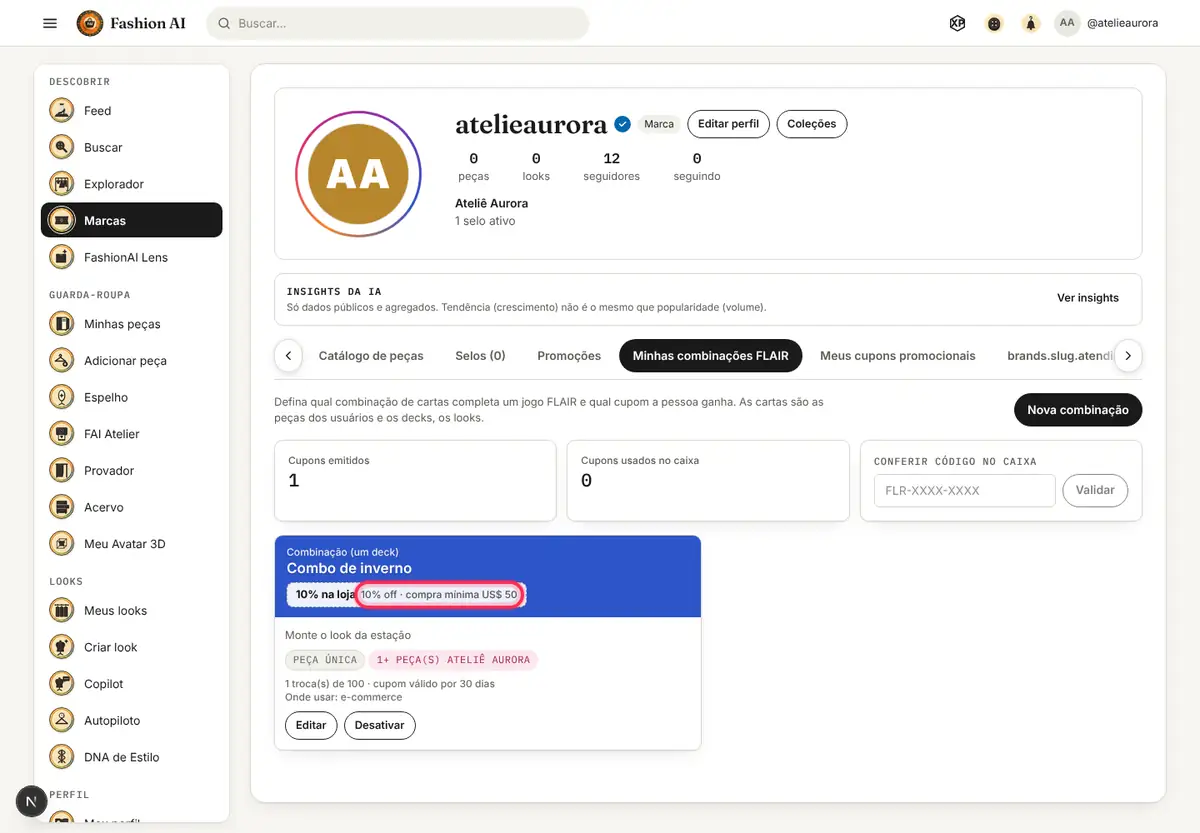 Fashion AI
Buscar...
XP
AA
@atelieaurora
DESCOBRIR
Feed
Buscar
Explorador
Marcas
FashionAI Lens
GUARDA-ROUPA
Minhas peças
Adicionar peça
Espelho
FAI Atelier
Provador
Acervo
Meu Avatar 3D
LOOKS
Meus looks
Criar look
Copilot
Autopiloto
DNA de Estilo
PERFIL
Meu perfil
N
AA
atelieaurora
Marca
Editar perfil
Coleções
0 0 12 0
peças looks seguidores seguindo
Ateliê Aurora
1 selo ativo
INSIGHTS DA IA
Só dados públicos e agregados. Tendência (crescimento) não é o mesmo que popularidade (volume).
Ver insights
Catálogo de peças Selos (0) Promoções Minhas combinações FLAIR Meus cupons promocionais brands.slug.atendi
Defina qual combinação de cartas completa um jogo FLAIR e qual cupom a pessoa ganha. As cartas são as
peças dos usuários e os decks, os looks.
Nova combinação
Cupons emitidos
1
Cupons usados no caixa
0
CONFERIR CÓDIGO NO CAIXA
FLR-XXXX-XXXX
Validar
Combinação (um deck)
Combo de inverno
10% na loja 10% off · compra mínima US$ 50
Monte o look da estação
PEÇA ÚNICA 1+ PEÇA(S) ATELIÊ AURORA
1 troca(s) de 100 · cupom válido por 30 dias
Onde usar: e-commerce
Editar Desativar